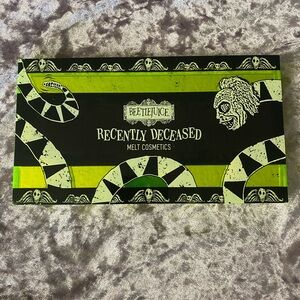 BEETLEJUICE
RECENTLY DECEASED
MELT COSMETICS